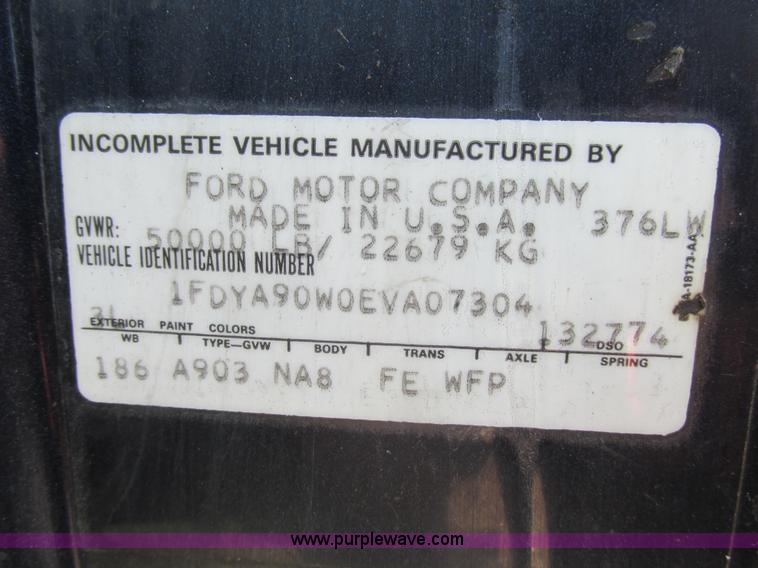 INCOMPLETE VEHICLE MANUFACTURED BY
FORD MOTOR COMPANY
MADE IN U.S.A. 376LW
GVWR: 50000 LB/ 22679 KG
VEHICLE IDENTIFICATION NUMBER
1FDYA90W0EVA07304
EXTERIOR PAINT COLORS 132774 DSO
WB TYPE-GVW BODY TRANS AXLE SPRING
186 A903 NA8 FE WFP
A-18173-AA
www.purplewave.com